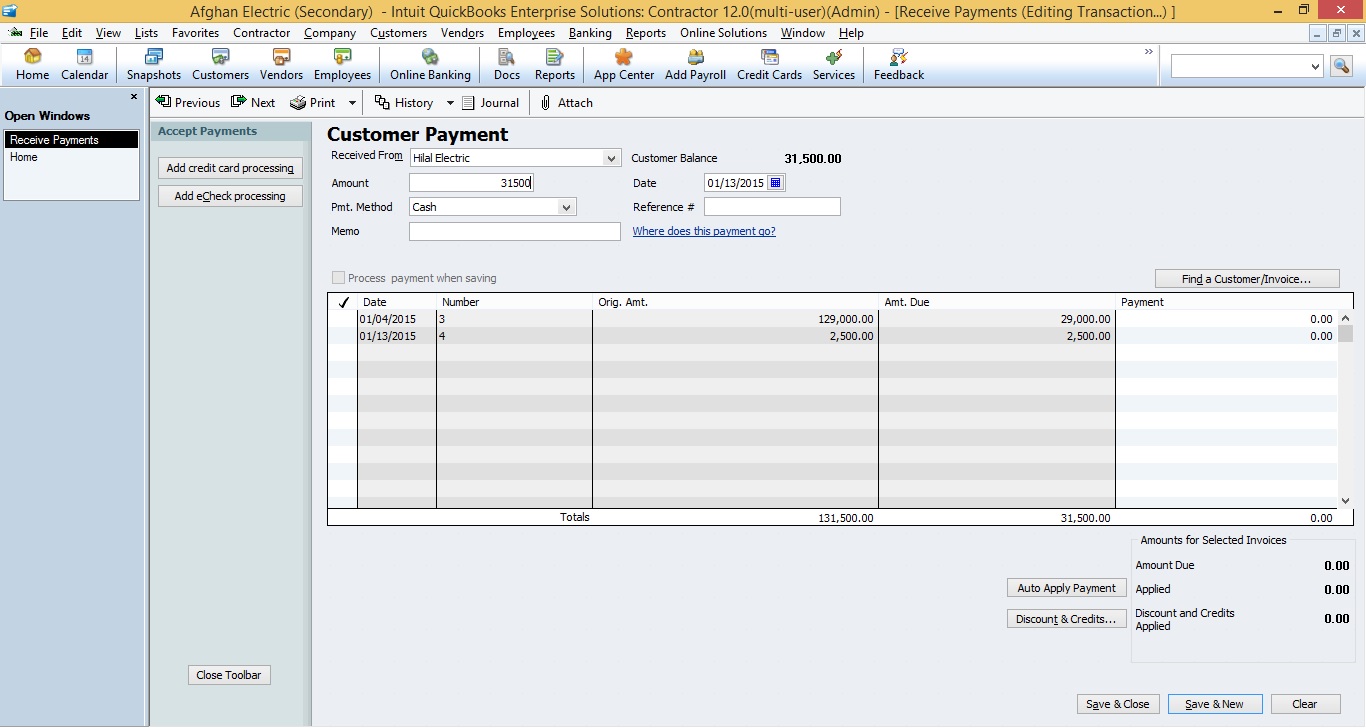 Afghan Electric (Secondary) - Intuit QuickBooks Enterprise Solutions: Contractor 12.0(multi-user)(Admin) - [Receive Payments (Editing Transaction...) ]
File Edit View Lists Favorites Contractor Company Customers Vendors Employees Banking Reports Online Solutions Window Help
14
Home Calendar Snapshots Customers Vendors Employees Online Banking Docs Reports App Center Add Payroll Credit Cards Services Feedback
Open Windows
Receive Payments
Home
Previous Next Print History Journal Attach
Accept Payments
Add credit card processing
Add eCheck processing
Close Toolbar
Customer Payment
Received From Hilal Electric Customer Balance 31,500.00
Amount 31500 Date 01/13/2015
Pmt. Method Cash Reference #
Memo Where does this payment go?
Process payment when saving Find a Customer/Invoice...
Date Number Orig. Amt. Amt. Due Payment
01/04/2015 3 129,000.00 29,000.00 0.00
01/13/2015 4 2,500.00 2,500.00 0.00
Totals 131,500.00 31,500.00 0.00
Amounts for Selected Invoices
Amount Due 0.00
Auto Apply Payment Applied 0.00
Discount & Credits... Discount and Credits Applied 0.00
Save & Close Save & New Clear